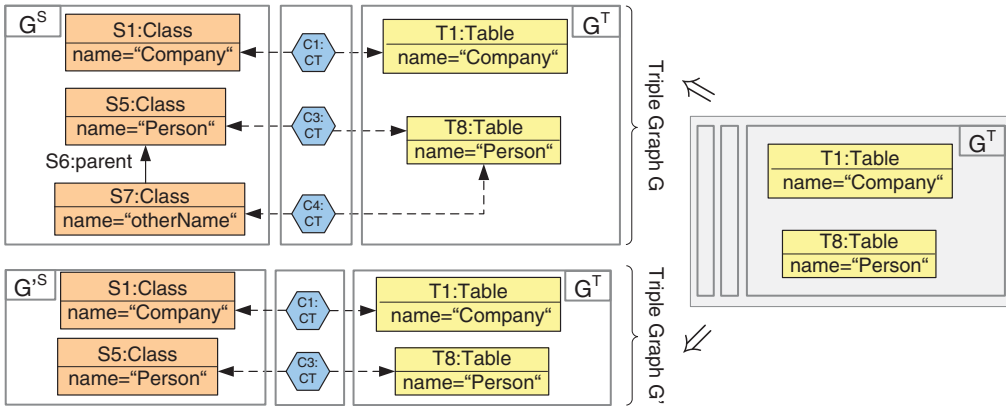 G^S
S1:Class
name="Company“
C1:
CT
T1:Table
name="Company“
G^T
S5:Class
name="Person“
C3:
CT
T8:Table
name="Person“
S6:parent
S7:Class
name="otherName“
C4:
CT
Triple Graph G
G^T
T1:Table
name="Company“
T8:Table
name="Person“
G'^S
S1:Class
name="Company“
C1:
CT
T1:Table
name="Company“
G^T
S5:Class
name="Person“
C3:
CT
T8:Table
name="Person“
Triple Graph G'